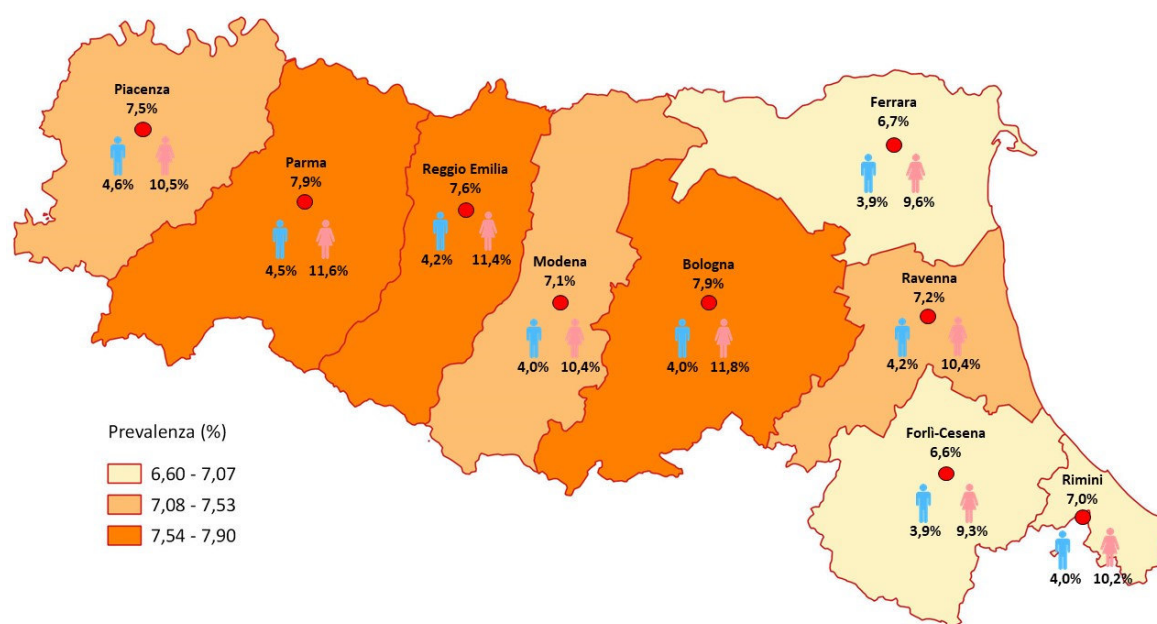 Piacenza
7,5%
4,6% 10,5%
Parma
7,9%
4,5% 11,6%
Reggio Emilia
7,6%
4,2% 11,4%
Modena
7,1%
4,0% 10,4%
Bologna
7,9%
4,0% 11,8%
Ferrara
6,7%
3,9% 9,6%
Ravenna
7,2%
4,2% 10,4%
Forlì-Cesena
6,6%
3,9% 9,3%
Rimini
7,0%
4,0% 10,2%
Prevalenza (%)
6,60 - 7,07
7,08 - 7,53
7,54 - 7,90